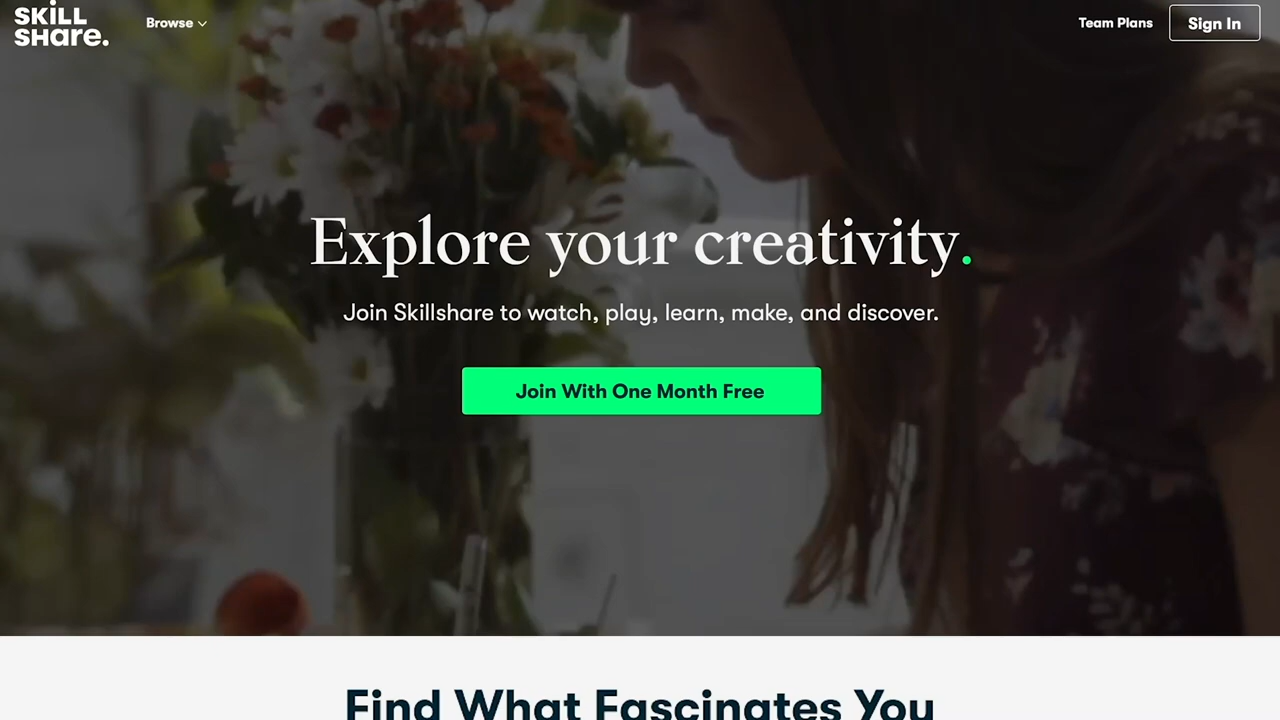 SKiLL
SHare.
Browse
Team Plans
Sign In
Explore your creativity.
Join Skillshare to watch, play, learn, make, and discover.
Join With One Month Free
Find What Fascinates You